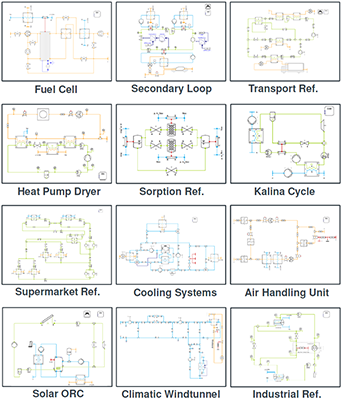 Fuel Cell
Secondary Loop
Transport Ref.
Heat Pump Dryer
Sorption Ref.
Kalina Cycle
Supermarket Ref.
Cooling Systems
Air Handling Unit
Solar ORC
Climatic Windtunnel
Industrial Ref.